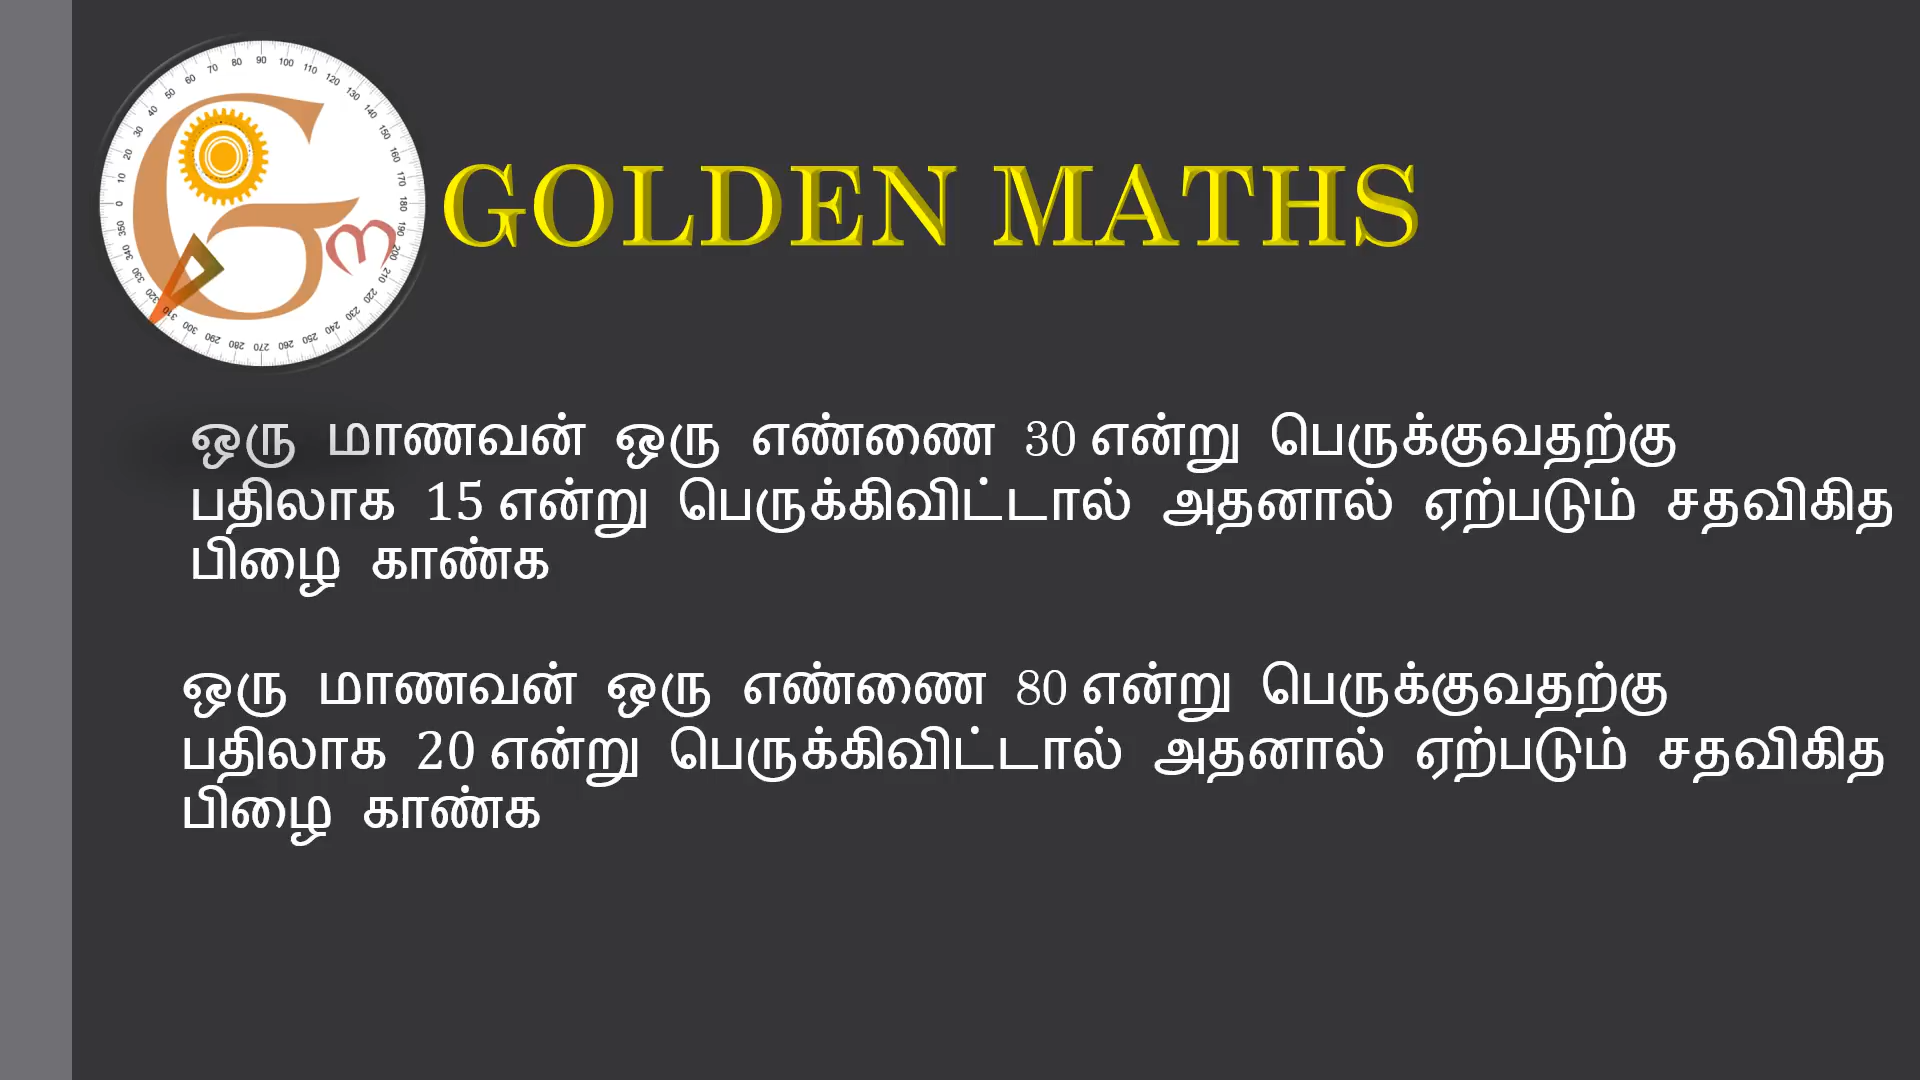 GOLDEN MATHS
ஒரு மாணவன் ஒரு எண்ணை 30 என்று பெருக்குவதற்கு
பதிலாக 15 என்று பெருக்கிவிட்டால் அதனால் ஏற்படும் சதவிகித
பிழை காண்க
ஒரு மாணவன் ஒரு எண்ணை 80 என்று பெருக்குவதற்கு
பதிலாக 20 என்று பெருக்கிவிட்டால் அதனால் ஏற்படும் சதவிகித
பிழை காண்க